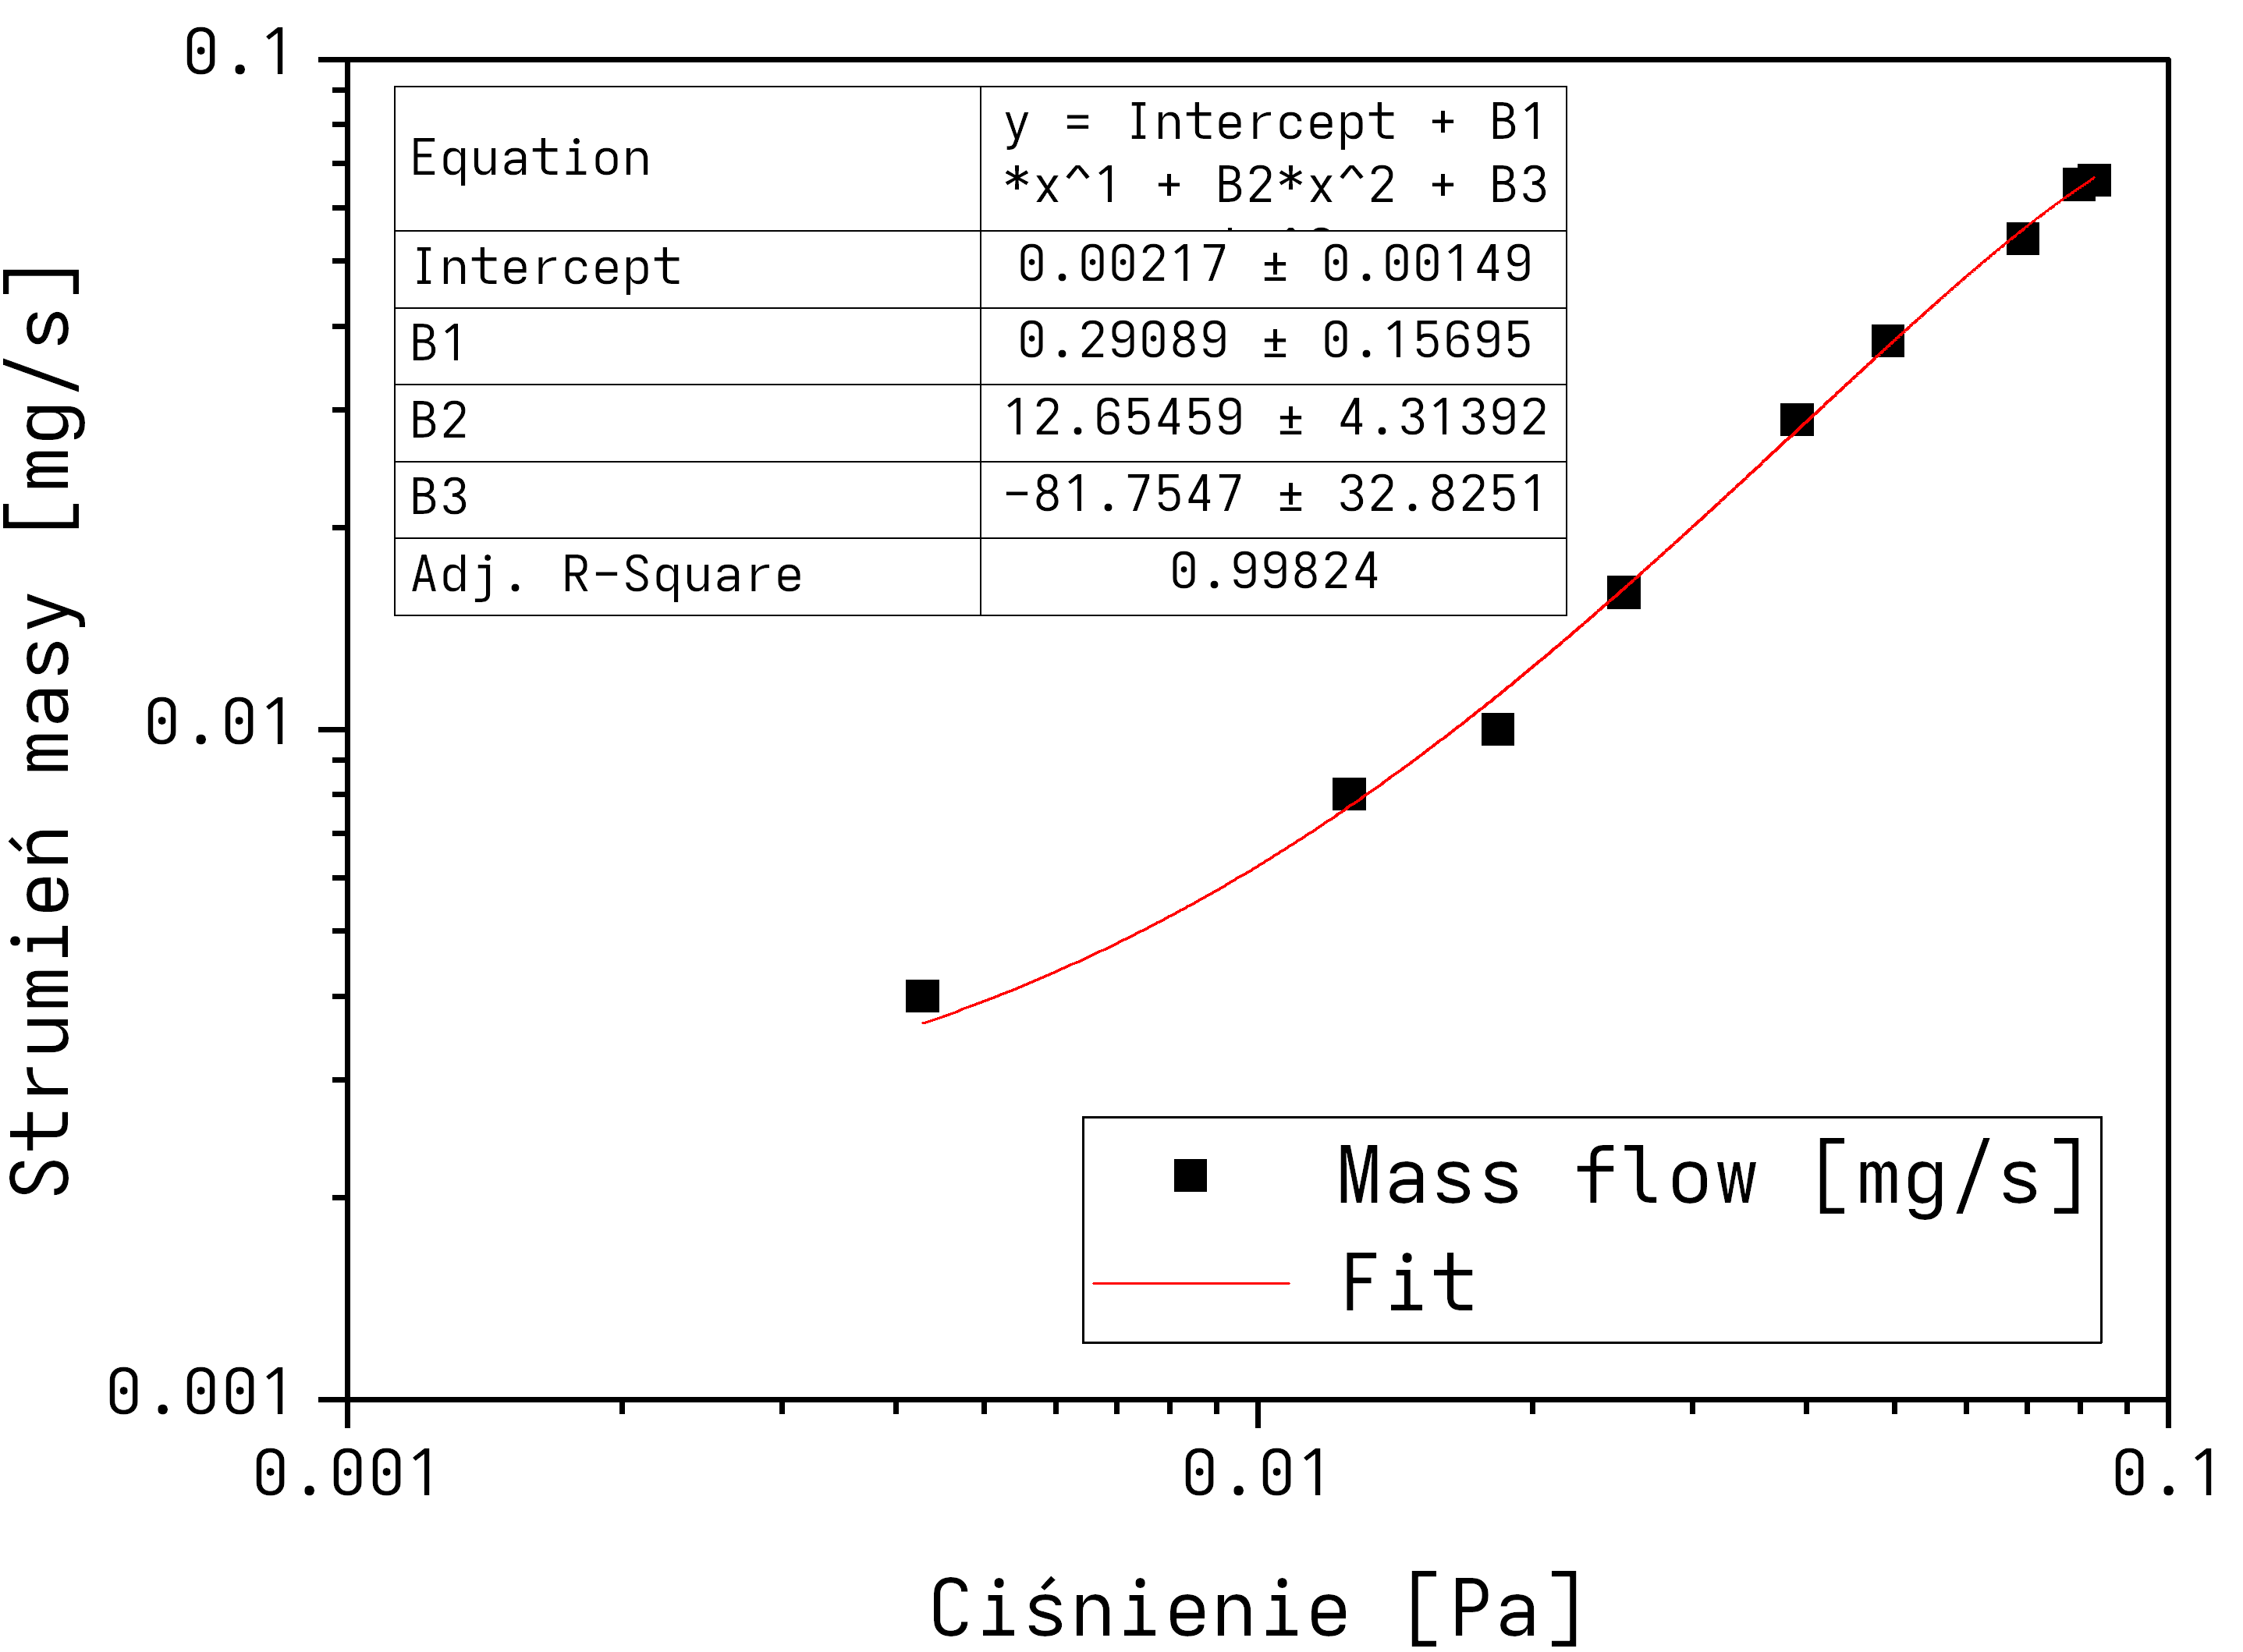 0.1
Equation
y = Intercept + B1
*x^1 + B2*x^2 + B3
Intercept
0.00217 ± 0.00149
B1
0.29089 ± 0.15695
B2
12.65459 ± 4.31392
B3
-81.7547 ± 32.8251
Adj. R-Square
0.99824
Strumień masy [mg/s]
0.01
Mass flow [mg/s]
Fit
0.001
0.001
0.01
0.1
Ciśnienie [Pa]